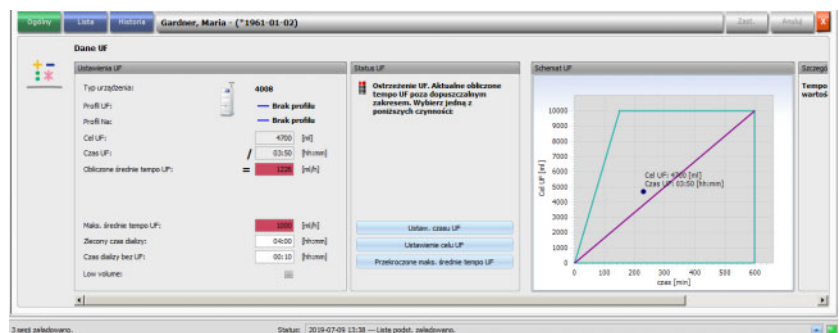 Ogólny Lista Historia Gardner, Maria - (*1961-01-02) Zast. Anuluj X
Dane UF
Ustawienia UF
Typ urządzenia: 4008
Profil UF: Brak profilu
Profil Na: Brak profilu
Cel UF: 4700 [ml]
Czas UF: / 03:50 [hh:mm]
Obliczone średnie tempo UF: = 1226 [ml/h]
Maks. średnie tempo UF: 1000 [ml/h]
Zlecony czas dializy: 04:00 [hh:mm]
Czas dializy bez UF: 00:10 [hh:mm]
Low volume:
Status UF
Ostrzeżenie UF. Aktualne obliczone
tempo UF poza dopuszczalnym
zakresem. Wybierz jedną z
poniższych czynności:
Ustaw. czasu UF
Ustawienie celu UF
Przekroczone maks. średnie tempo UF
Schemat UF
Cel UF [ml]
10000
9000
8000
7000
6000
5000
4000
3000
2000
1000
0
Cel UF: 4700 [ml]
Czas UF: 03:50 [hh:mm]
0 100 200 300 400 500 600
czas [min]
Szczegó
Tempo
wartoś
3 sesji załadowano. Status: 2019-07-09 13:38 --- Listę podst. załadowano.